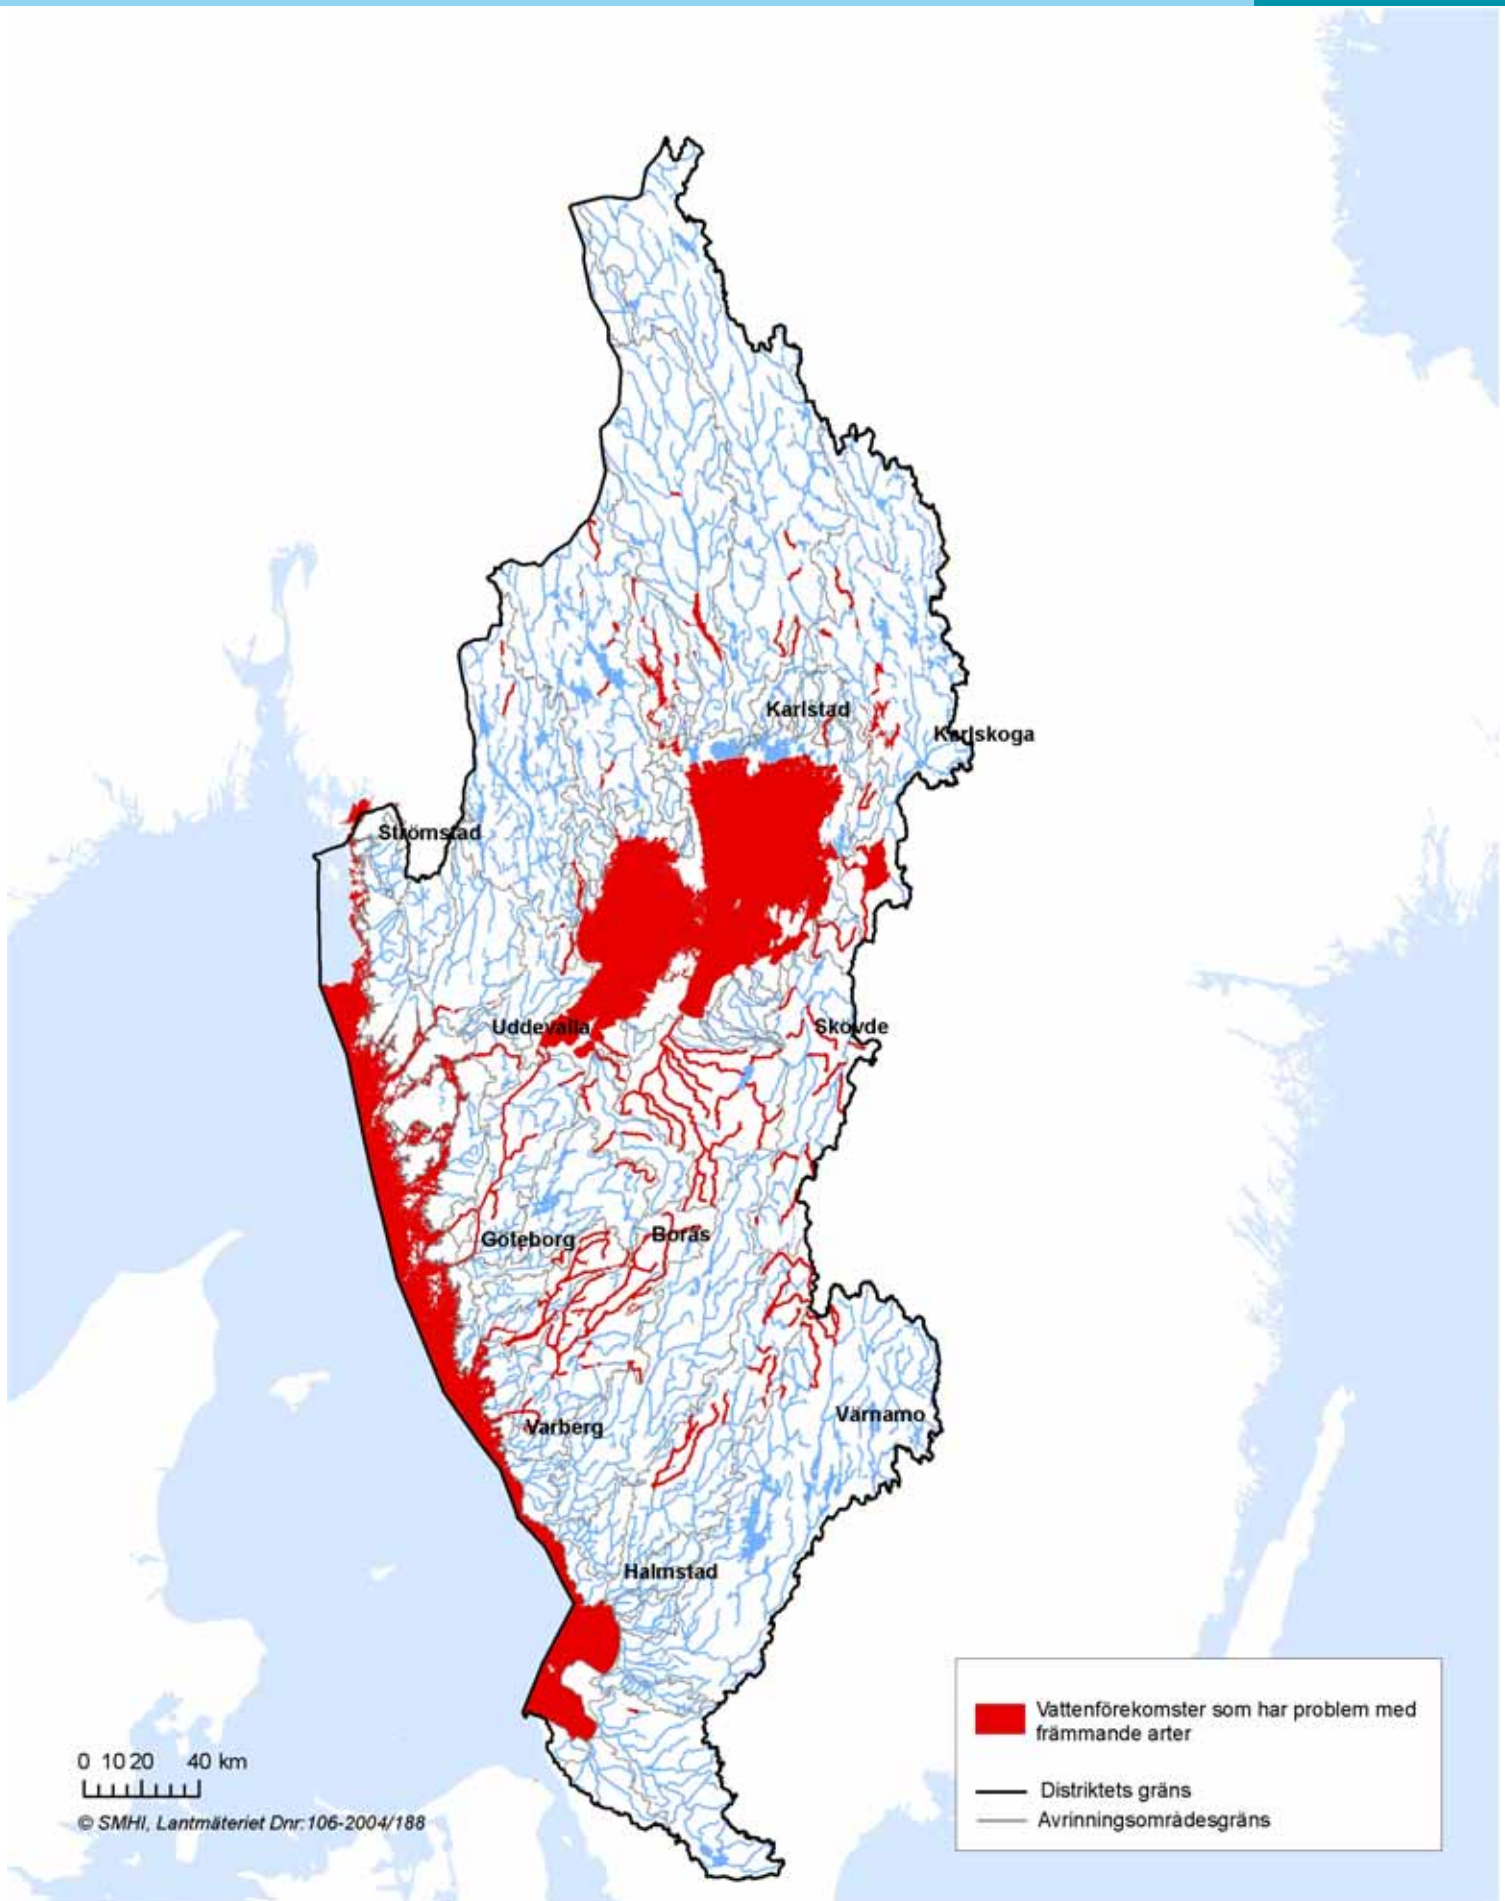 Karlstad
Karlskoga
Strömstad
Uddevalla
Skövde
Göteborg
Borås
Värnamo
Varberg
Halmstad
Vattenförekomster som har problem med
främmande arter
Distriktets gräns
Avrinningsområdesgräns
0 10 20 40 km
© SMHI, Lantmäteriet Dnr:106-2004/188